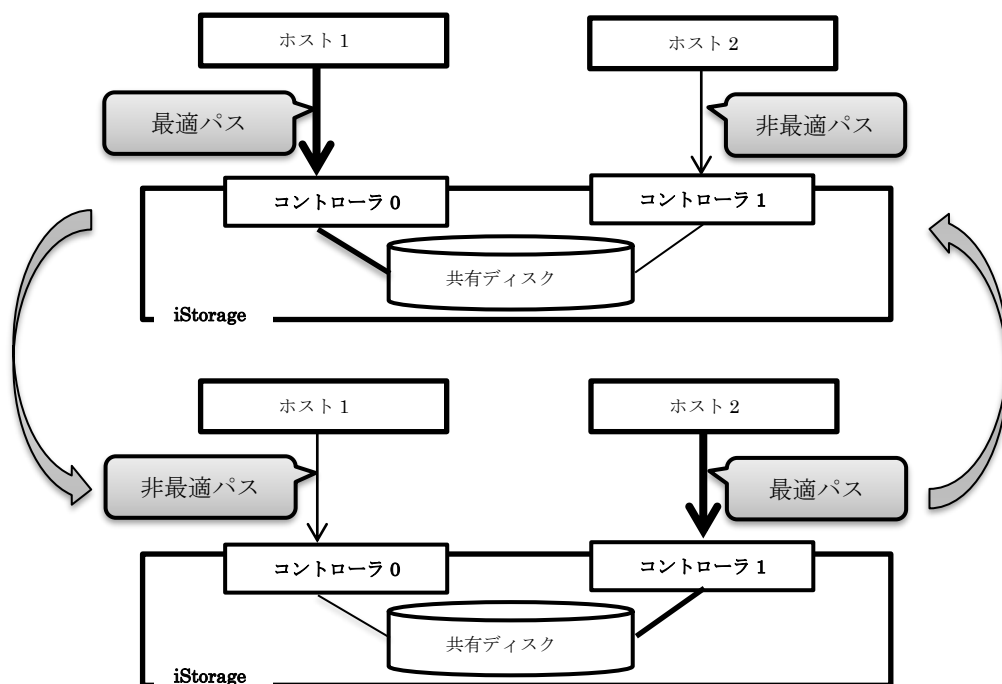 ホスト 1
ホスト 2
最適パス
非最適パス
コントローラ 0
コントローラ 1
共有ディスク
iStorage
ホスト 1
ホスト 2
非最適パス
最適パス
コントローラ 0
コントローラ 1
共有ディスク
iStorage